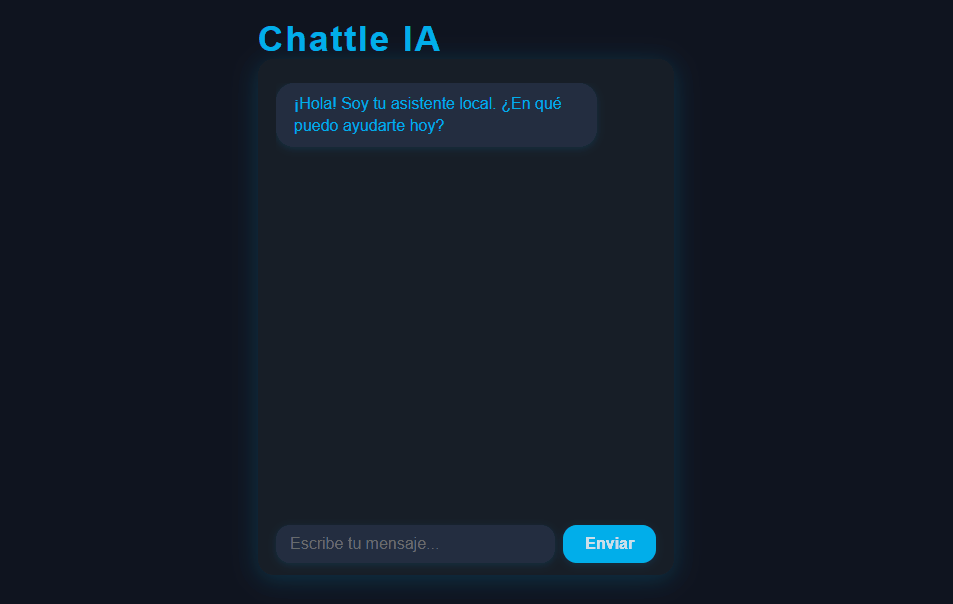 Chattle IA
¡Hola! Soy tu asistente local. ¿En qué
puedo ayudarte hoy?
Escribe tu mensaje...
Enviar